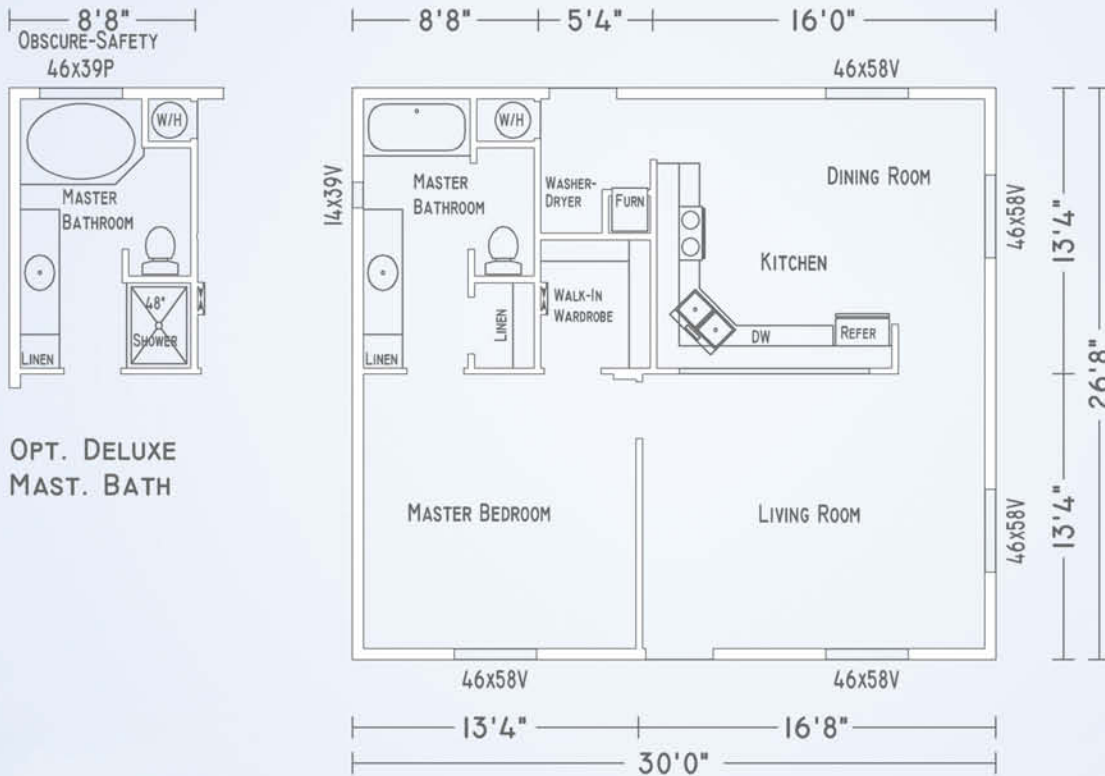 8'8"
OBSCURE-SAFETY
46x39P
W/H
MASTER
BATHROOM
48"
SHOWER
LINEN
OPT. DELUXE
MAST. BATH
8'8"
5'4"
16'0"
46x58V
W/H
14x39V
MASTER
BATHROOM
WASHER-
DRYER
FURN
DINING ROOM
46x58V
13'4"
KITCHEN
WALK-IN
WARDROBE
LINEN
LINEN
DW
REFER
26'8"
MASTER BEDROOM
LIVING ROOM
46x58V
13'4"
46x58V
46x58V
13'4"
16'8"
30'0"